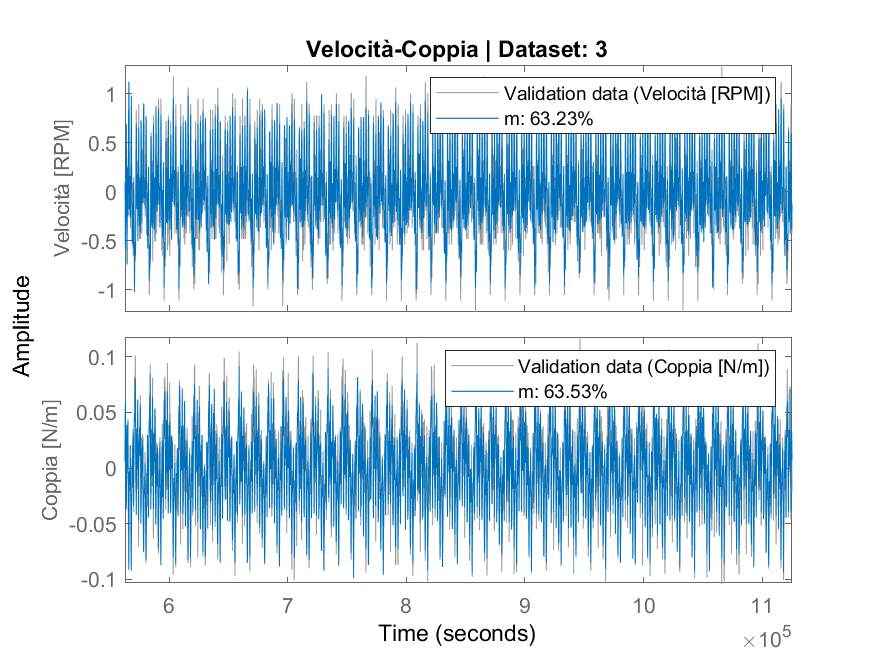 Velocità-Coppia | Dataset: 3
Validation data (Velocità [RPM])
m: 63.23%
1
0.5
0
-0.5
-1
Velocità [RPM]
Amplitude
Validation data (Coppia [N/m])
m: 63.53%
0.1
0.05
0
-0.05
-0.1
Coppia [N/m]
6 7 8 9 10 11
Time (seconds)
×10^5